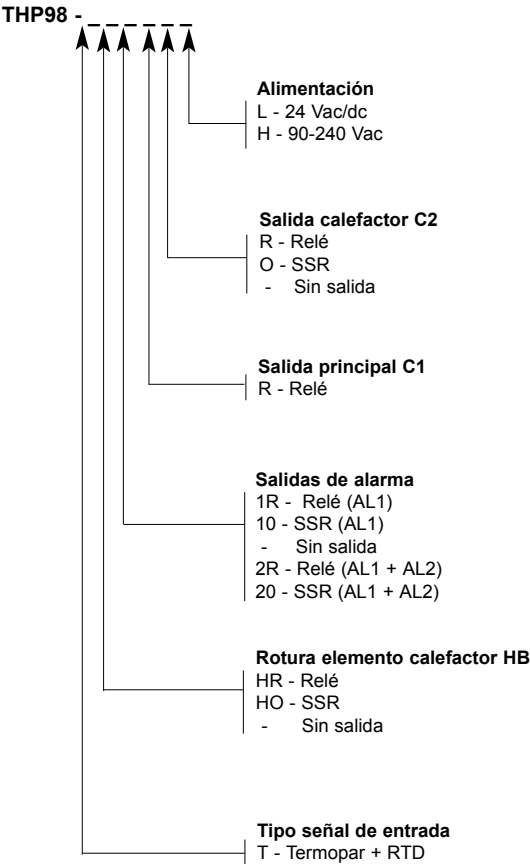 THP98 - _ _ _ _ _ _
Alimentación
L - 24 Vac/dc
H - 90-240 Vac
Salida calefactor C2
R - Relé
O - SSR
- Sin salida
Salida principal C1
R - Relé
Salidas de alarma
1R - Relé (AL1)
10 - SSR (AL1)
- Sin salida
2R - Relé (AL1 + AL2)
20 - SSR (AL1 + AL2)
Rotura elemento calefactor HB
HR - Relé
HO - SSR
- Sin salida
Tipo señal de entrada
T - Termopar + RTD